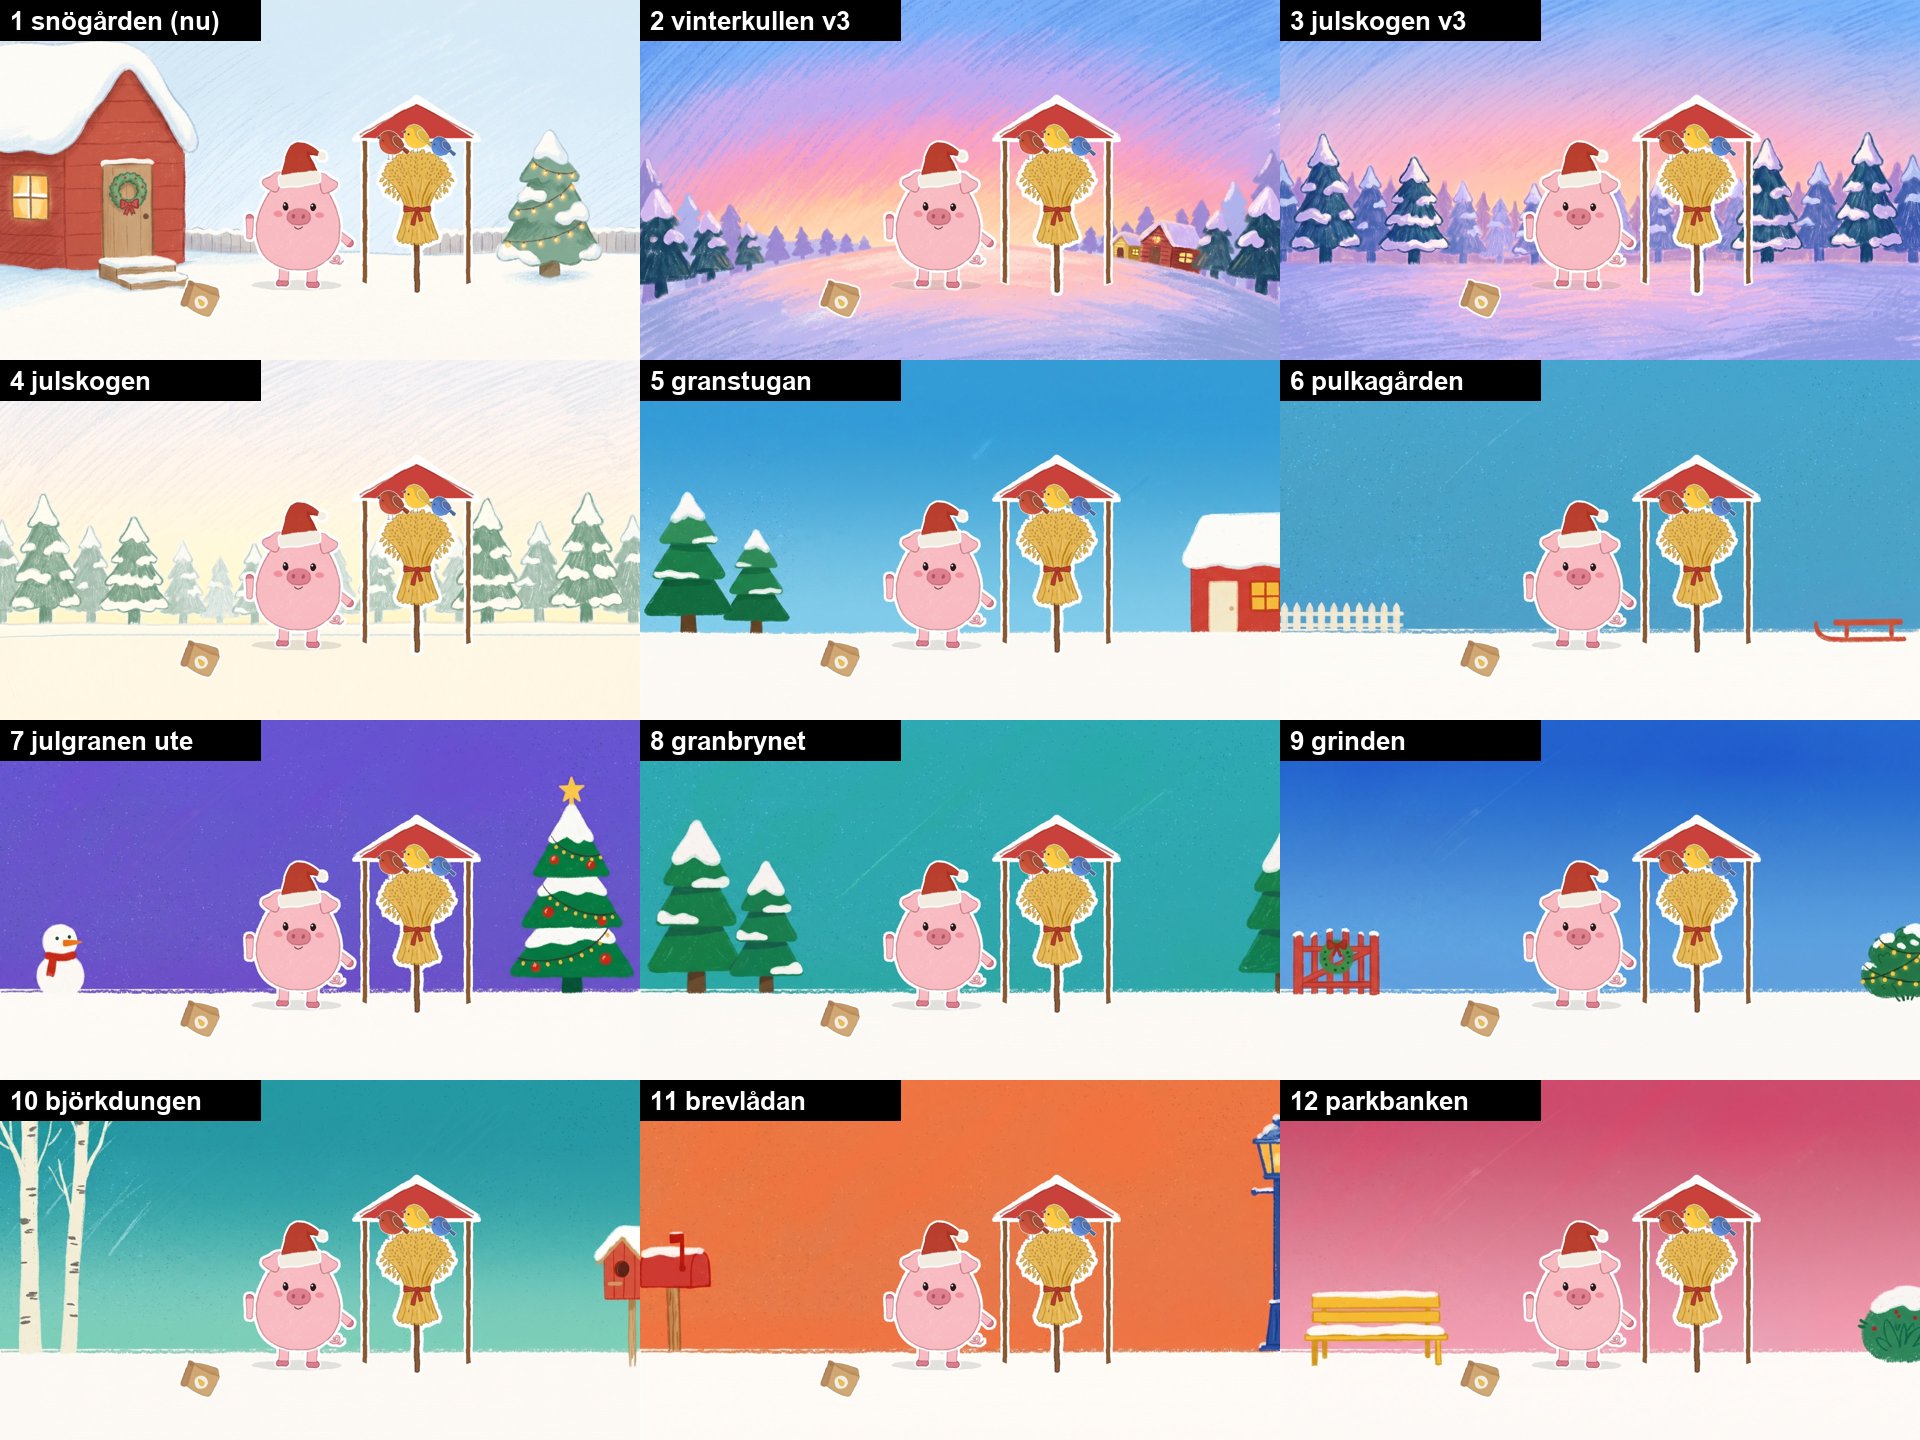 1 snögården (nu)
2 vinterkullen v3
3 julskogen v3
4 julskogen
5 granstugan
6 pulkagården
7 julgranen ute
8 granbrynet
9 grinden
10 björkdungen
11 brevlådan
12 parkbanken